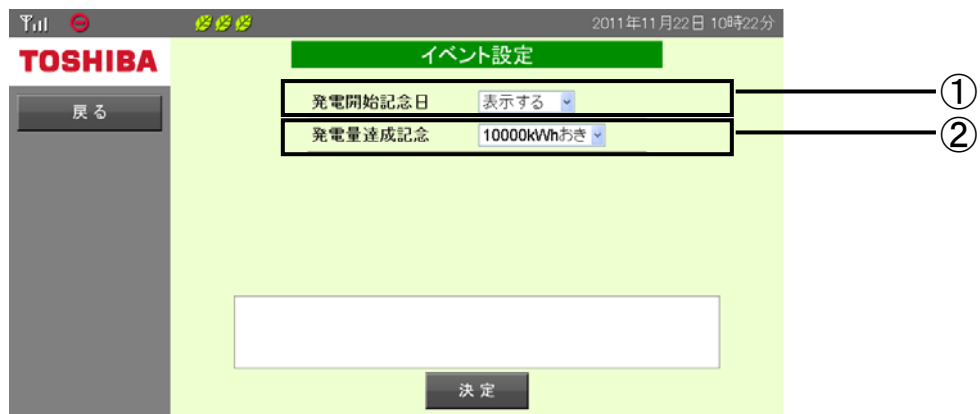 2011年11月22日 10時22分
TOSHIBA
イベント設定
戻る
発電開始記念日 表示する
①
発電量達成記念 10000kWhおき
②
決定